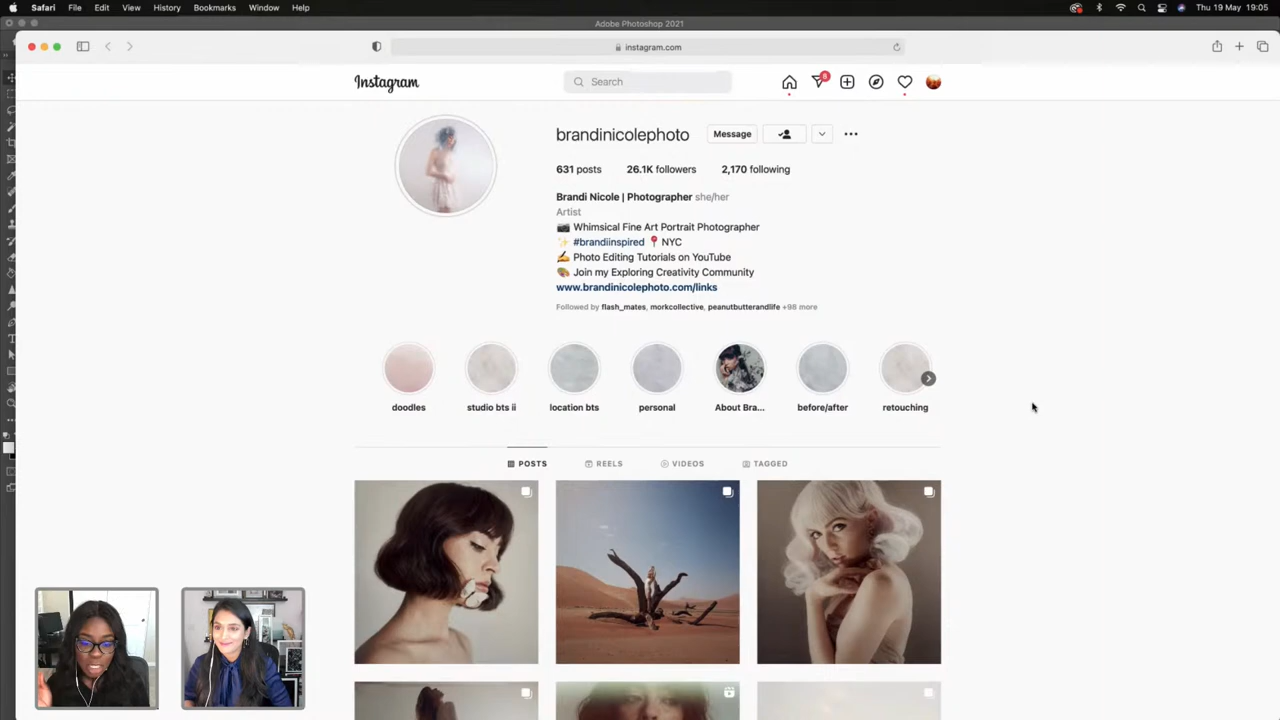 Safari File Edit View History Bookmarks Window Help Thu 19 May 19:05
Adobe Photoshop 2021
instagram.com
Instagram Search 6
brandinicolephoto Message
631 posts 26.1K followers 2,170 following
Brandi Nicole | Photographer she/her
Artist
📷 Whimsical Fine Art Portrait Photographer
✨ #brandiinspired 📍 NYC
✍️ Photo Editing Tutorials on YouTube
🎨 Join my Exploring Creativity Community
www.brandinicolephoto.com/links
Followed by flash_mates, morkcollective, peanutbutterandlife +98 more
doodles studio bts ii location bts personal About Bra... before/after retouching
POSTS REELS VIDEOS TAGGED